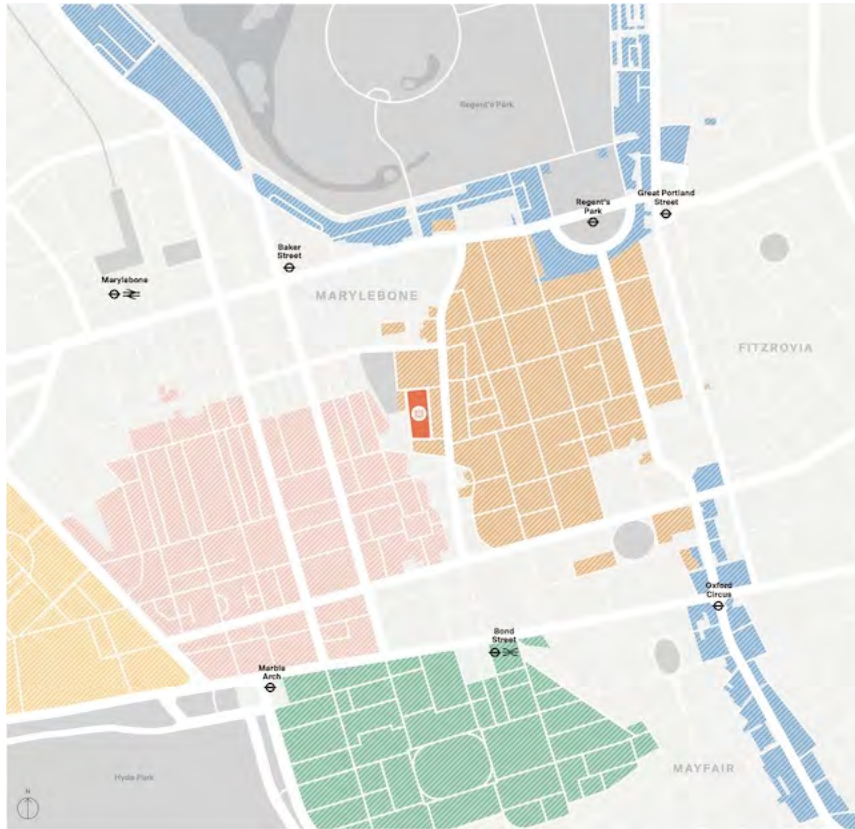 Regent's Park
Great Portland
Street
Regent's
Park
Baker
Street
Marylebone
MARYLEBONE
FITZROVIA
Oxford
Circus
Bond
Street
Marble
Arch
MAYFAIR
Hyde Park
N